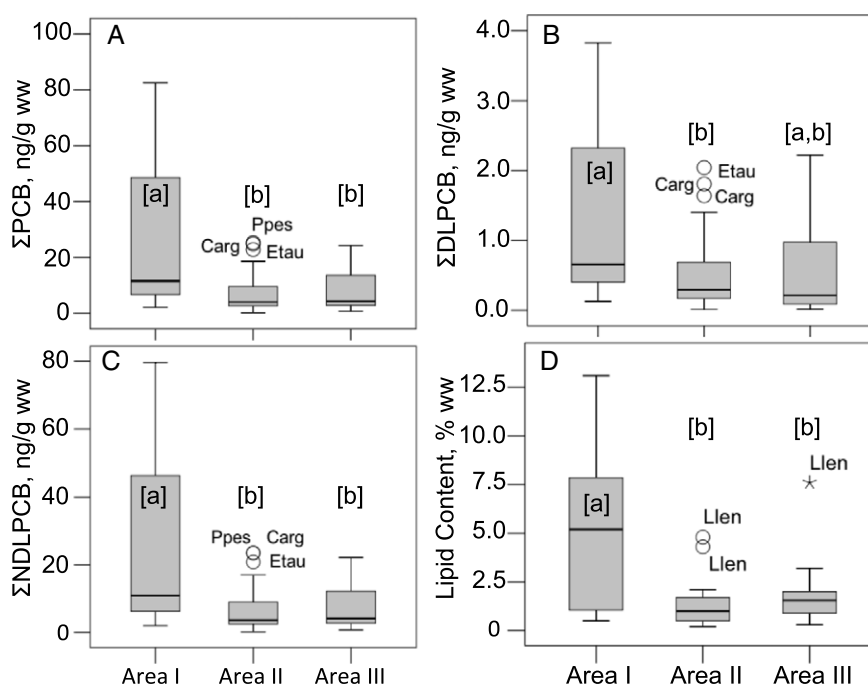 A
ΣPCB, ng/g ww
100
80
60
40
20
0
[a]
[b]
[b]
Ppes
Carg
Etau
B
ΣDLPCB, ng/g ww
4.0
3.0
2.0
1.0
0.0
[a]
[b]
[a,b]
Etau
Carg
Carg
C
ΣNDLPCB, ng/g ww
80
60
40
20
0
[a]
[b]
[b]
Ppes Carg
Etau
Area I Area II Area III
D
Lipid Content, % ww
12.5
10.0
7.5
5.0
2.5
0
[a]
[b]
[b]
Llen
Llen
Llen
Area I Area II Area III